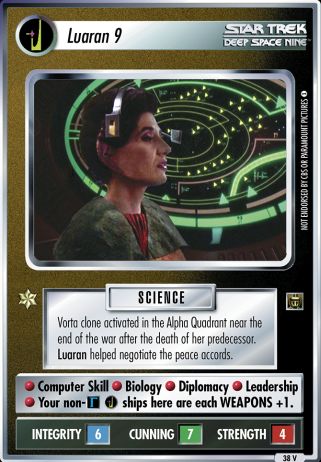 Luaran 9
STAR TREK
DEEP SPACE NINE
NOT ENDORSED BY CBS OR PARAMOUNT PICTURES
SCIENCE
Vorta clone activated in the Alpha Quadrant near the
end of the war after the death of her predecessor.
Luaran helped negotiate the peace accords.
Computer Skill Biology Diplomacy Leadership
Your non- ships here are each WEAPONS +1.
INTEGRITY 6 CUNNING 7 STRENGTH 4
38 V